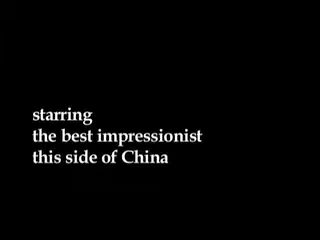 starring
the best impressionist
this side of China